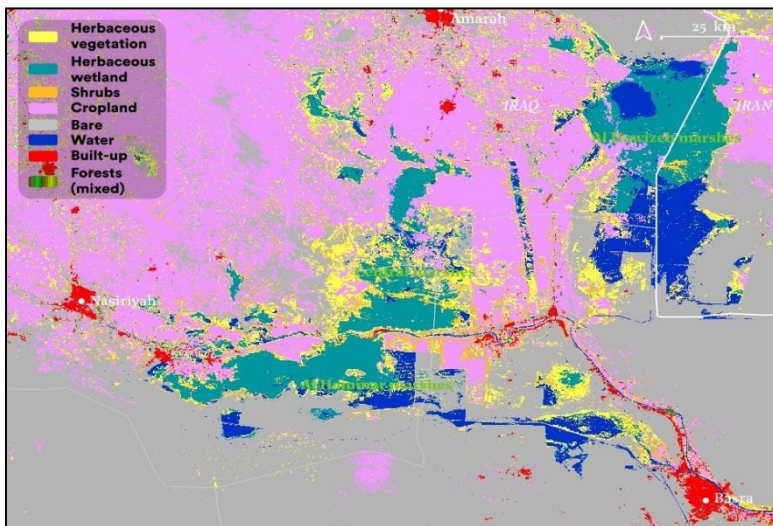 Amarah
25 km
Herbaceous
vegetation
Herbaceous
wetland
Shrubs
Cropland
Bare
Water
Built-up
Forests
(mixed)
IRAQ
IRAN
Al Hawizeh marshes
marshes
Nasiriyah
Al Hammar marshes
Basra